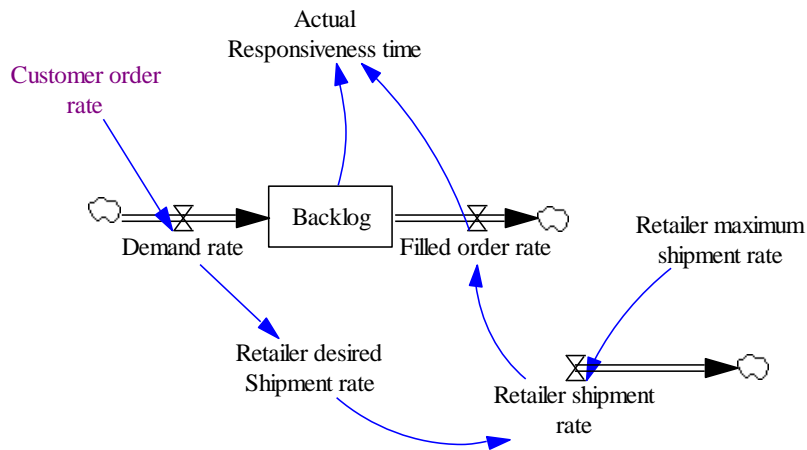 Actual
Responsiveness time
Customer order
rate
Backlog
Demand rate
Filled order rate
Retailer maximum
shipment rate
Retailer desired
Shipment rate
Retailer shipment
rate